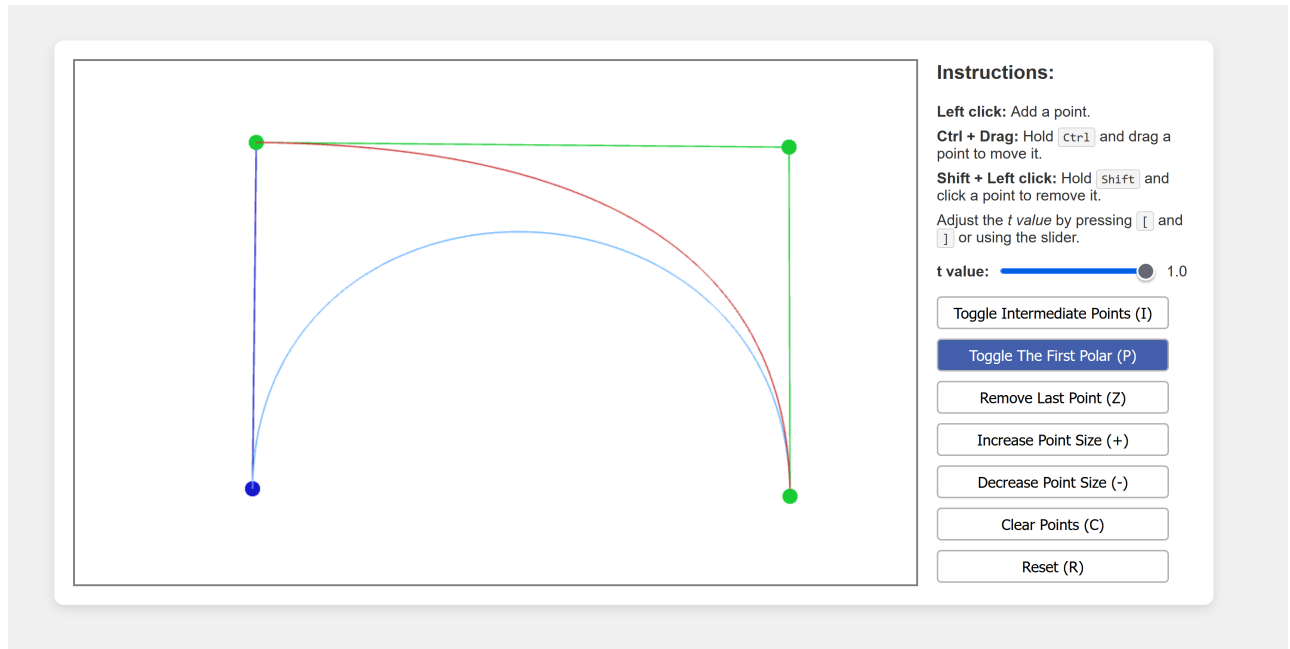 Instructions:
Left click: Add a point.
Ctrl + Drag: Hold Ctrl and drag a
point to move it.
Shift + Left click: Hold Shift and
click a point to remove it.
Adjust the t value by pressing [ and
] or using the slider.
t value: 1.0
Toggle Intermediate Points (I)
Toggle The First Polar (P)
Remove Last Point (Z)
Increase Point Size (+)
Decrease Point Size (-)
Clear Points (C)
Reset (R)